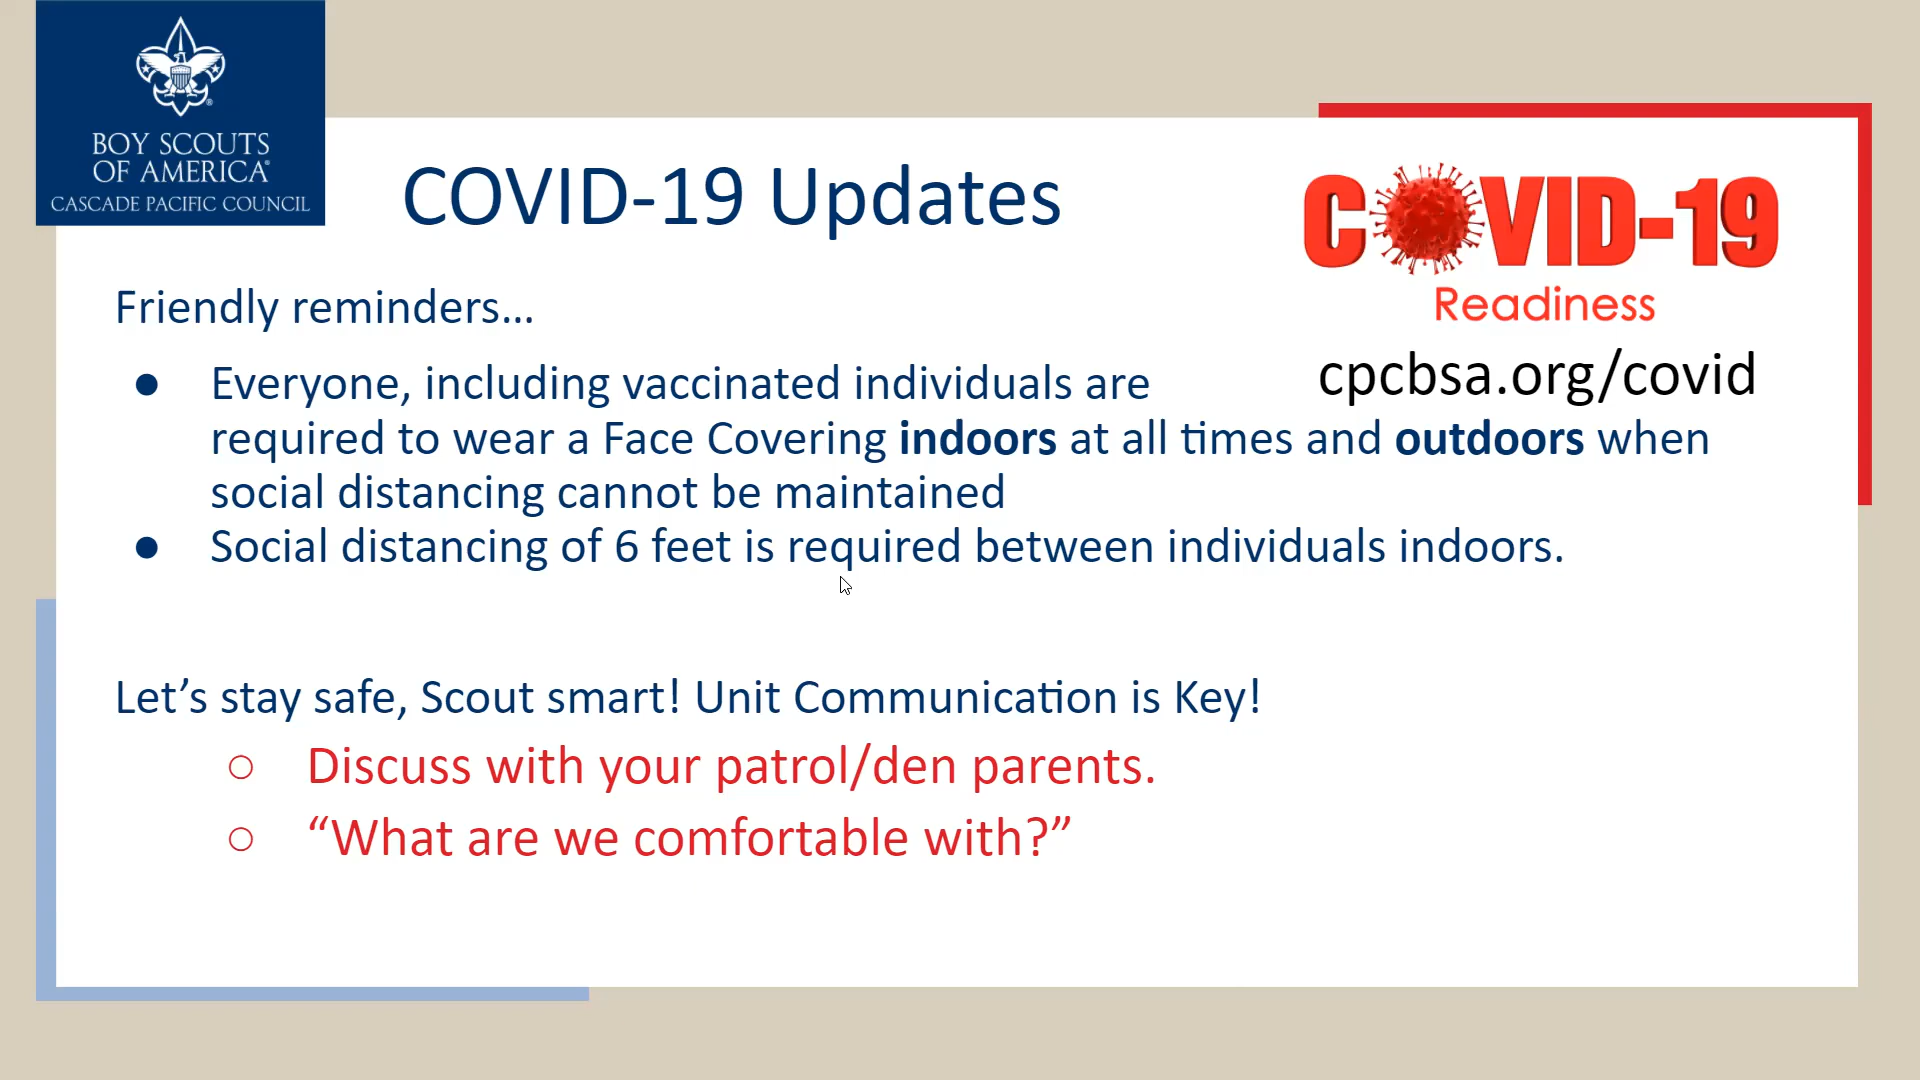 BOY SCOUTS
OF AMERICA®
CASCADE PACIFIC COUNCIL
COVID-19 Updates
COVID-19
Readiness
cpcbsa.org/covid
Friendly reminders...
● Everyone, including vaccinated individuals are
required to wear a Face Covering indoors at all times and outdoors when
social distancing cannot be maintained
● Social distancing of 6 feet is required between individuals indoors.
Let’s stay safe, Scout smart! Unit Communication is Key!
○ Discuss with your patrol/den parents.
○ “What are we comfortable with?”